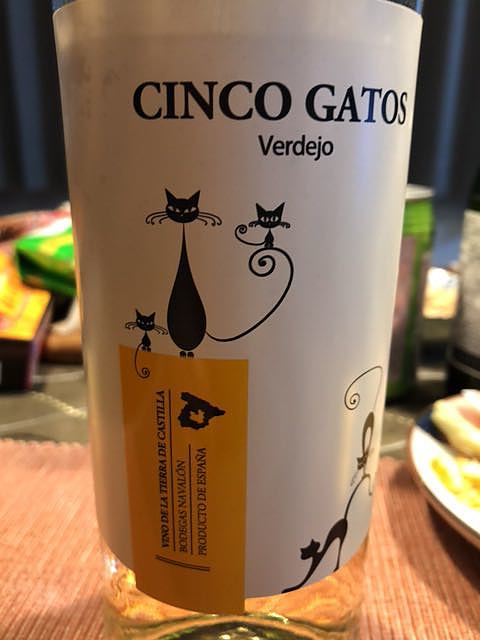 CINCO GATOS
Verdejo
VINO DE LA TIERRA DE CASTILLA
BODEGAS NAVALÓN
PRODUCTO DE ESPAÑA